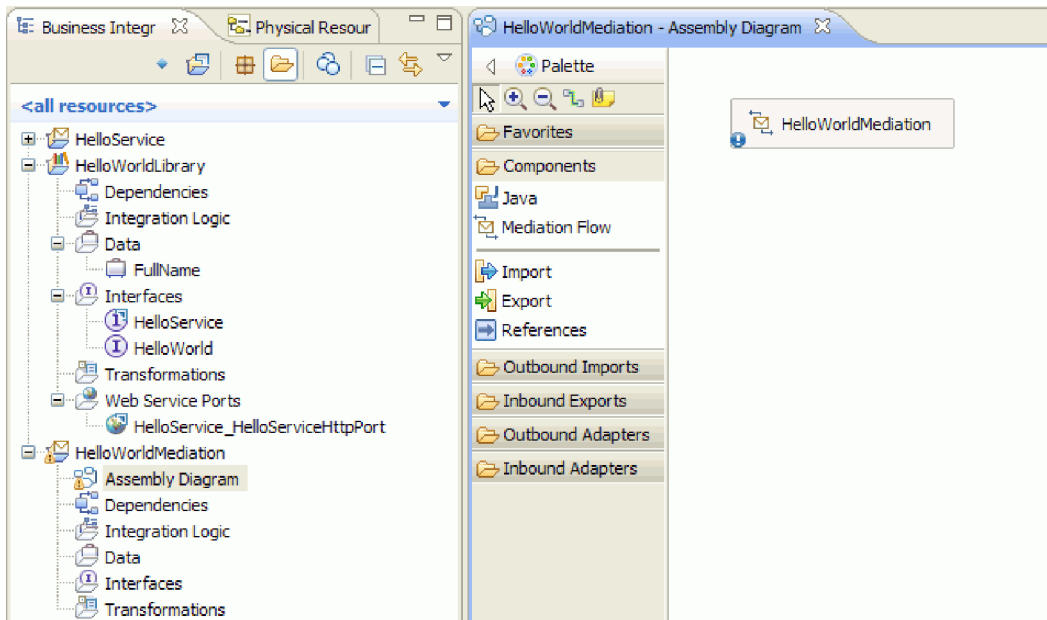 Business Integr
Physical Resour
<all resources>
HelloService
HelloWorldLibrary
Dependencies
Integration Logic
Data
FullName
Interfaces
HelloService
HelloWorld
Transformations
Web Service Ports
HelloService_HelloServiceHttpPort
HelloWorldMediation
Assembly Diagram
Dependencies
Integration Logic
Data
Interfaces
Transformations
HelloWorldMediation - Assembly Diagram
Palette
Favorites
Components
Java
Mediation Flow
Import
Export
References
Outbound Imports
Inbound Exports
Outbound Adapters
Inbound Adapters
HelloWorldMediation